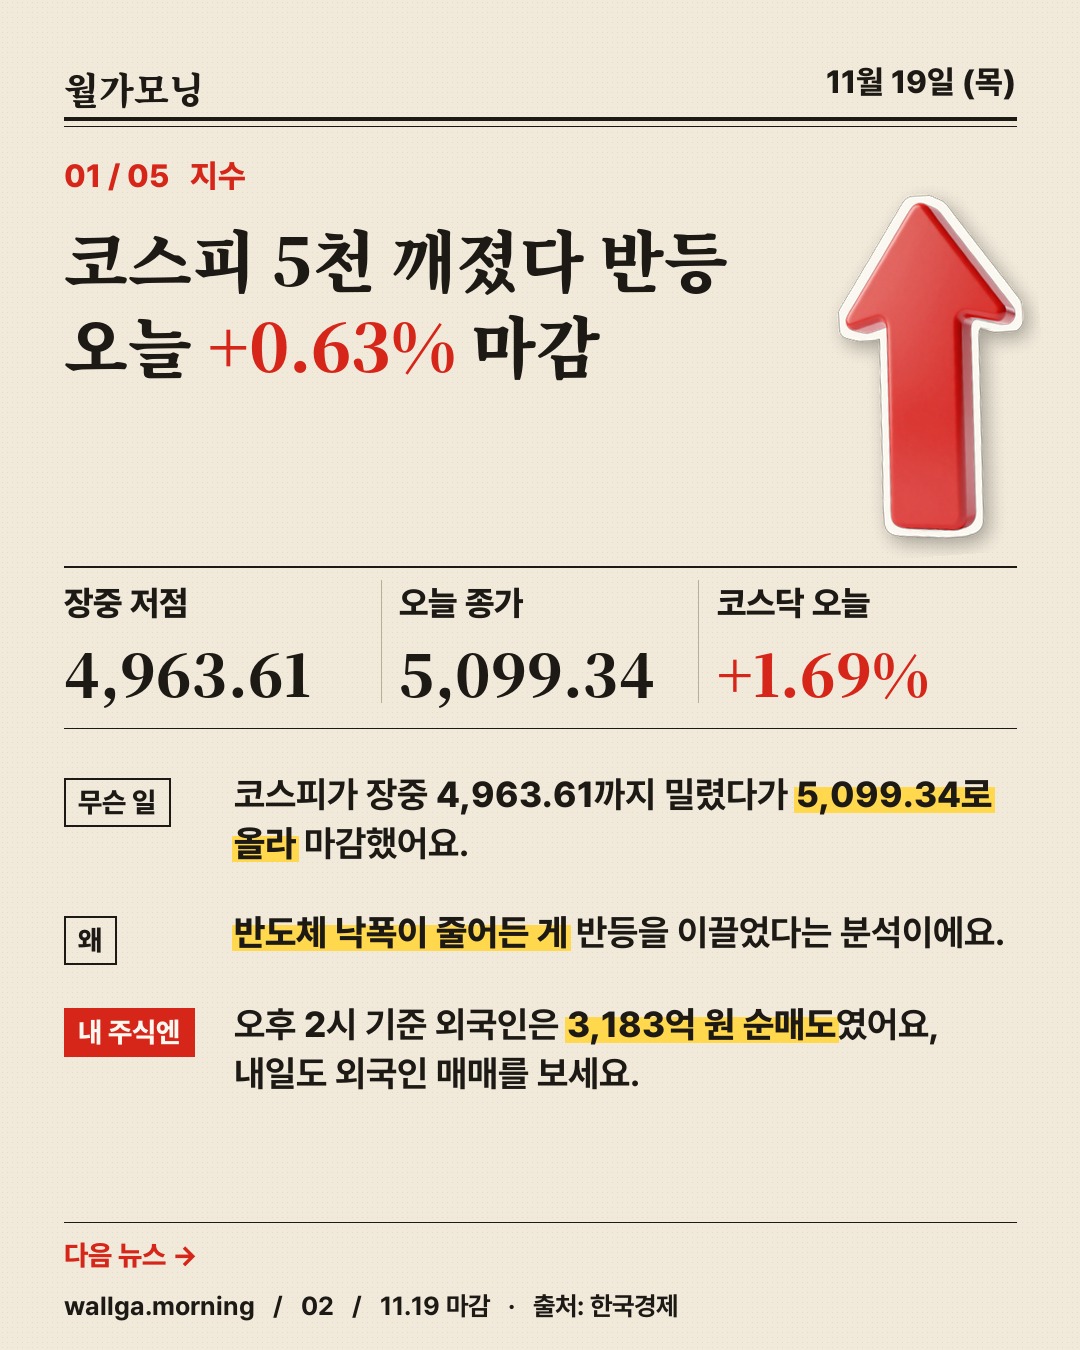 월가모닝
11월 19일 (목)
01 / 05 지수
코스피 5천 깨졌다 반등
오늘 +0.63% 마감
장중 저점
오늘 종가
코스닥 오늘
4,963.61
5,099.34
+1.69%
무슨 일
코스피가 장중 4,963.61까지 밀렸다가 5,099.34로
올라 마감했어요.
왜
반도체 낙폭이 줄어든 게 반등을 이끌었다는 분석이에요.
내 주식엔
오후 2시 기준 외국인은 3,183억 원 순매도였어요,
내일도 외국인 매매를 보세요.
다음 뉴스 →
wallga.morning / 02 / 11.19 마감 · 출처: 한국경제